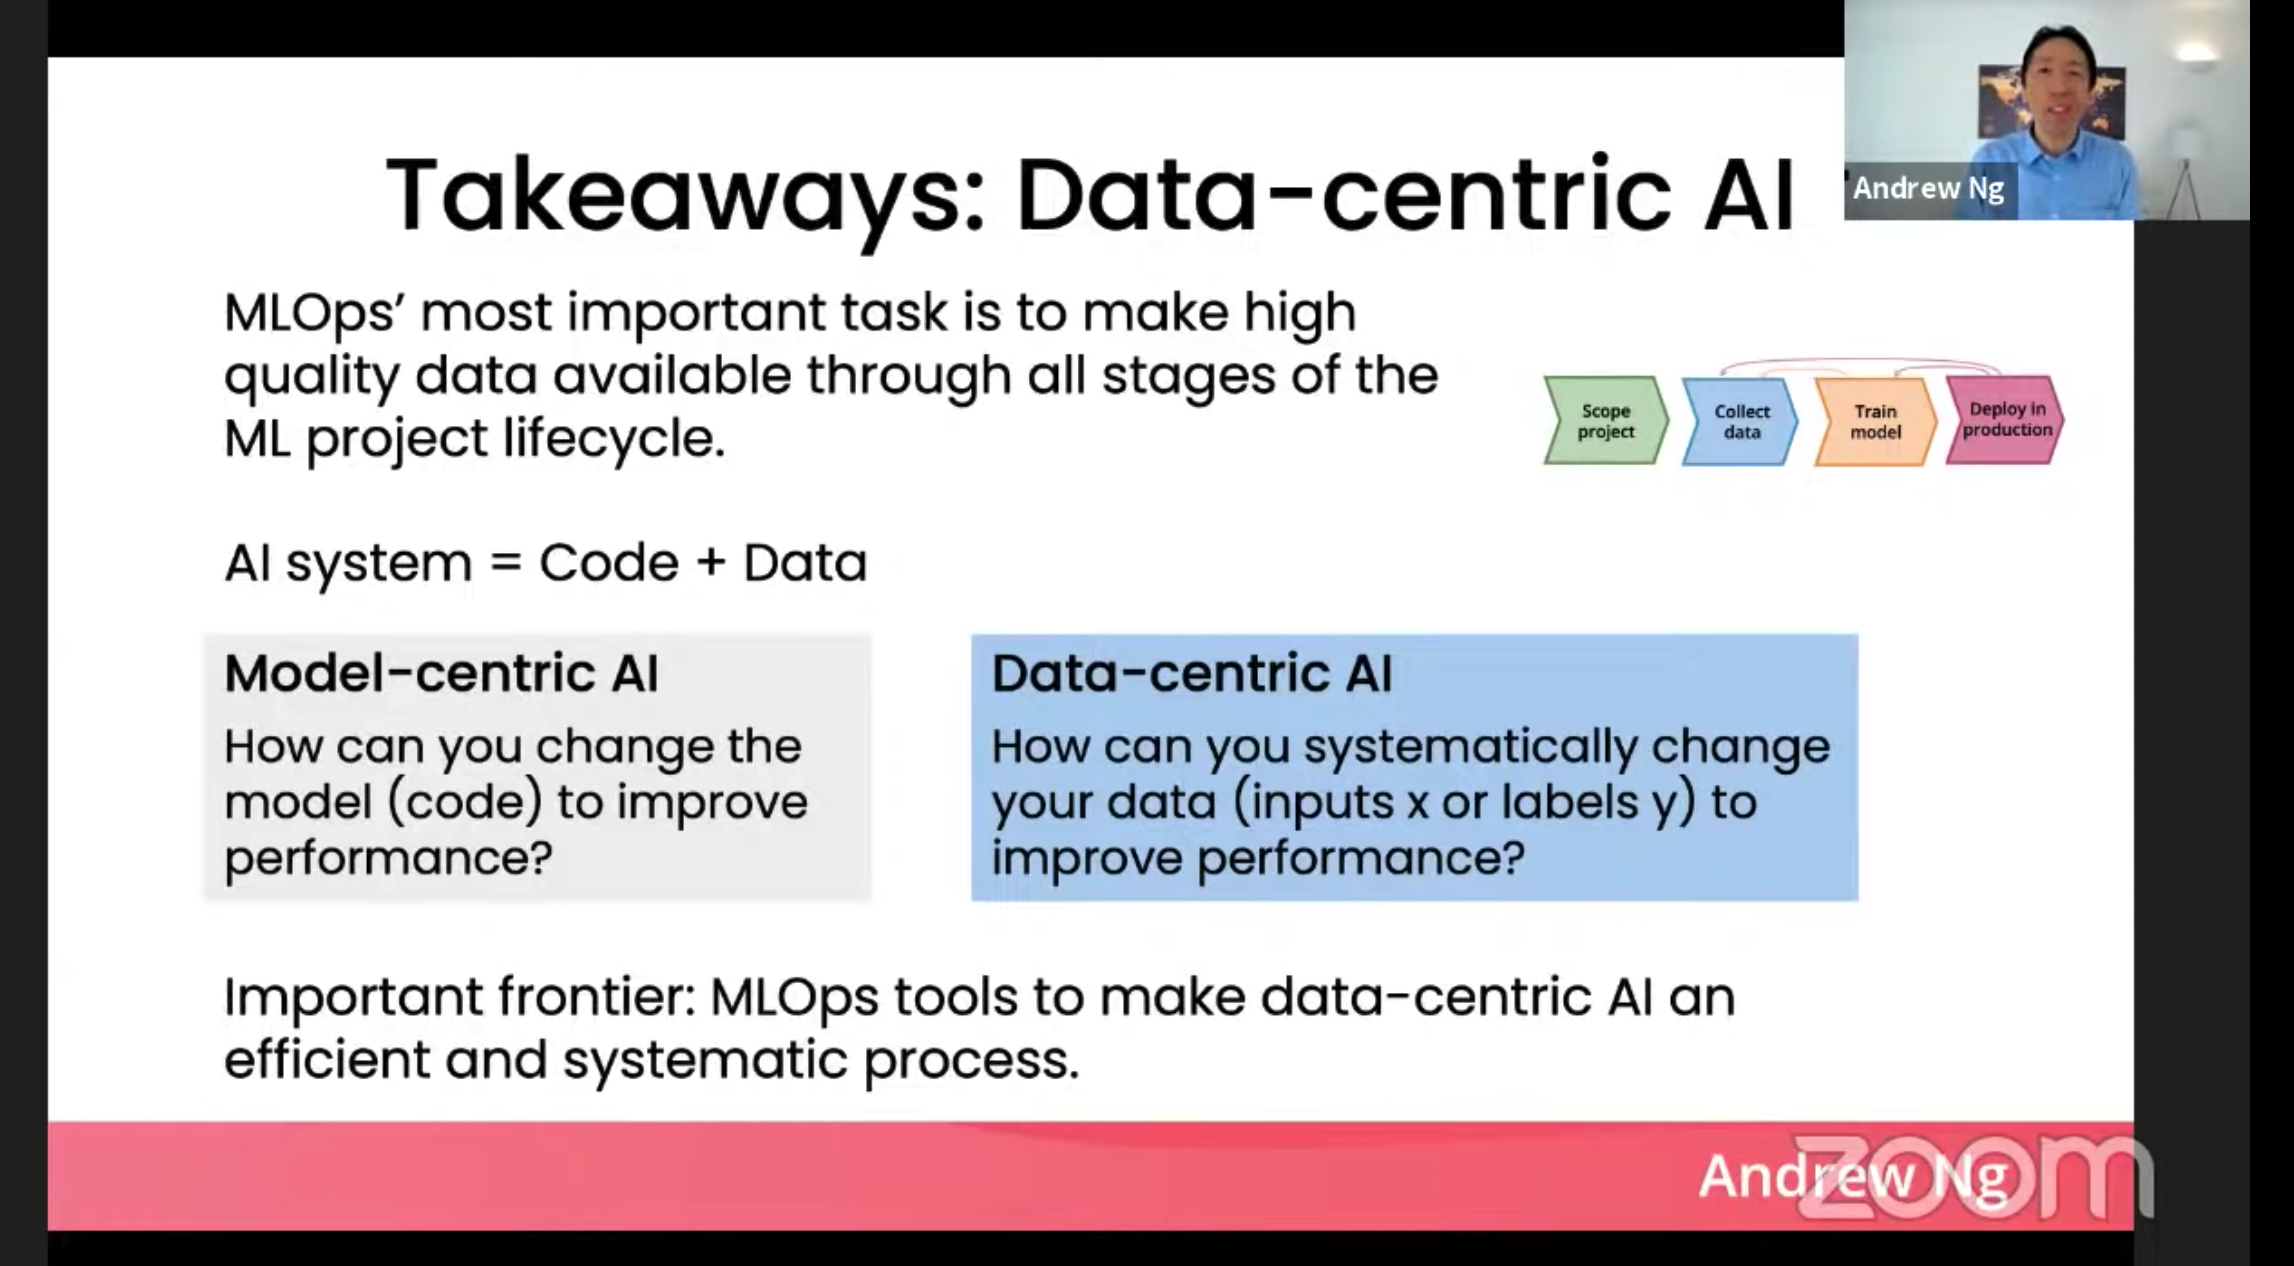 Takeaways: Data-centric AI
Andrew Ng
MLOps’ most important task is to make high
quality data available through all stages of the
ML project lifecycle.
Scope
project
Collect
data
Train
model
Deploy in
production
AI system = Code + Data
Model-centric AI
How can you change the
model (code) to improve
performance?
Data-centric AI
How can you systematically change
your data (inputs x or labels y) to
improve performance?
Important frontier: MLOps tools to make data-centric AI an
efficient and systematic process.
Andrew Ng
zoom